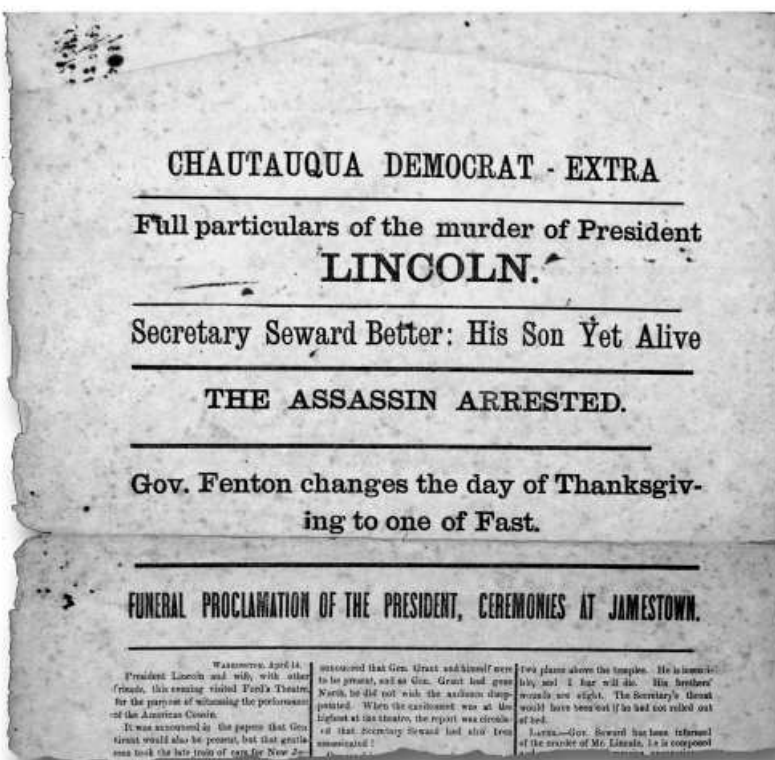 CHAUTAUQUA DEMOCRAT - EXTRA
Full particulars of the murder of President
LINCOLN.
Secretary Seward Better: His Son Yet Alive
THE ASSASSIN ARRESTED.
Gov. Fenton changes the day of Thanksgiv-
ing to one of Fast.
FUNERAL PROCLAMATION OF THE PRESIDENT, CEREMONIES AT JAMESTOWN.
WASHINGTON, April 14.
President Lincoln and wife, with other
friends, this evening visited Ford's Theatre
for the purpose of witnessing the performance
of the American Cousin.
It was announced in the papers that Gen
Grant would also be present, but that gentle-
man took the late train of cars for New Je-
announced that Gen. Grant and himself were
to be present, and as Gen. Grant had gone
North, he did not wish the audience disap-
pointed. When the excitement was at the
highest at the theatre, the report was circula-
ed that Secretary Seward had also been
assassinated!
two places above the temples. He is insensi-
ble, and I fear will die. His brothers'
wounds are slight. The Secretary's throat
would have been cut if he had not rolled out
of bed.
LATER.—Gov. Seward has been informed
of the murder of Mr. Lincoln. He is composed